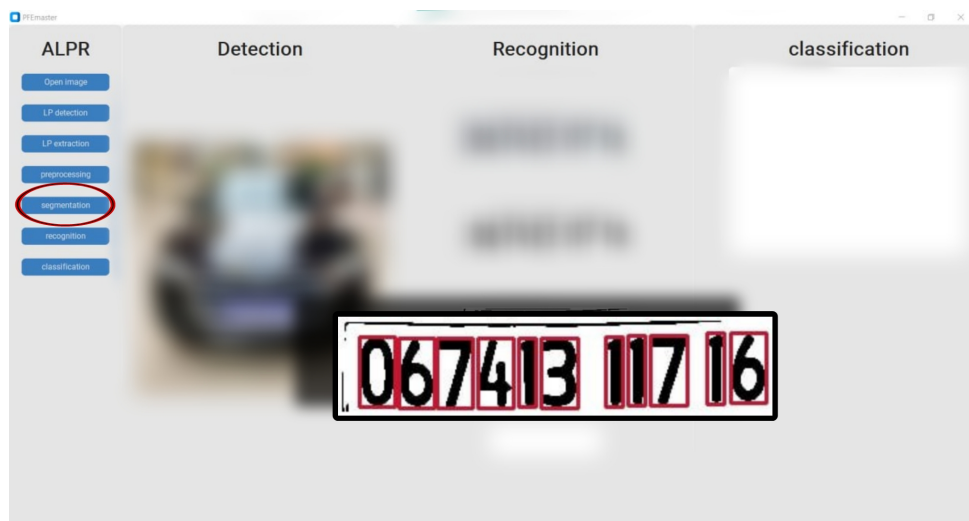 PFEmaster
ALPR
Detection
Recognition
classification
Open image
LP detection
LP extraction
preprocessing
segmentation
recognition
classification
067413 117 16